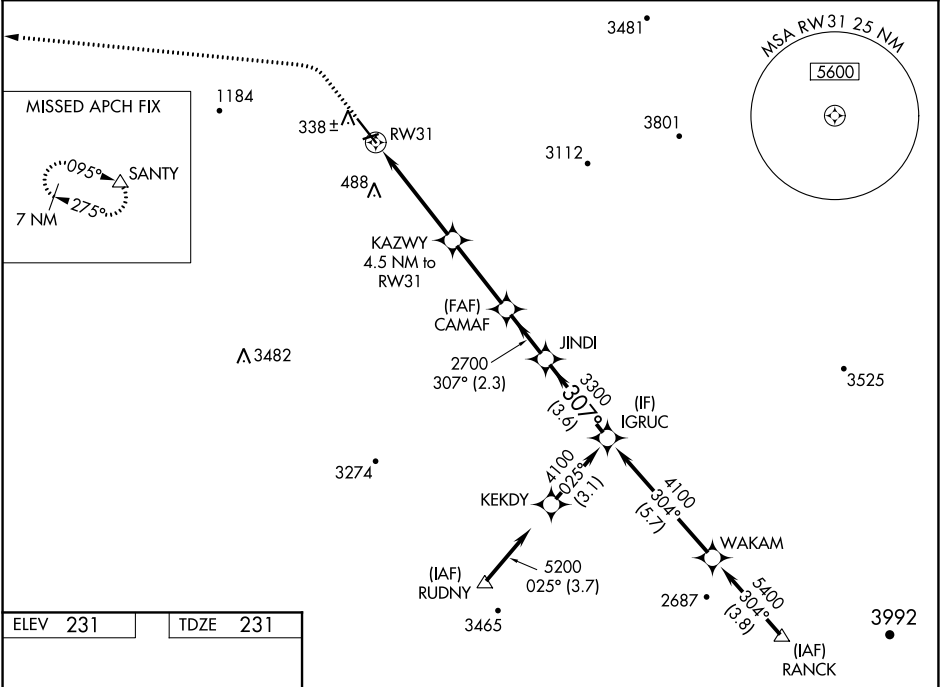 3481
MSA RW31 25 NM
5600
MISSED APCH FIX
095°
SANTY
275°
7 NM
1184
338±
RW31
3801
3112
488
KAZWY
4.5 NM to
RW31
(FAF)
CAMAF
JINDI
3482
2700
307° (2.3)
3300
307°
(3.6)
(IF)
IGRUC
3525
3274
4100
025°
(3.1)
KEKDY
4100
304°
(5.7)
WAKAM
(IAF)
RUDNY
5200
025° (3.7)
3465
2687
5400
304°
(3.8)
3992
(IAF)
RANCK
ELEV 231
TDZE 231